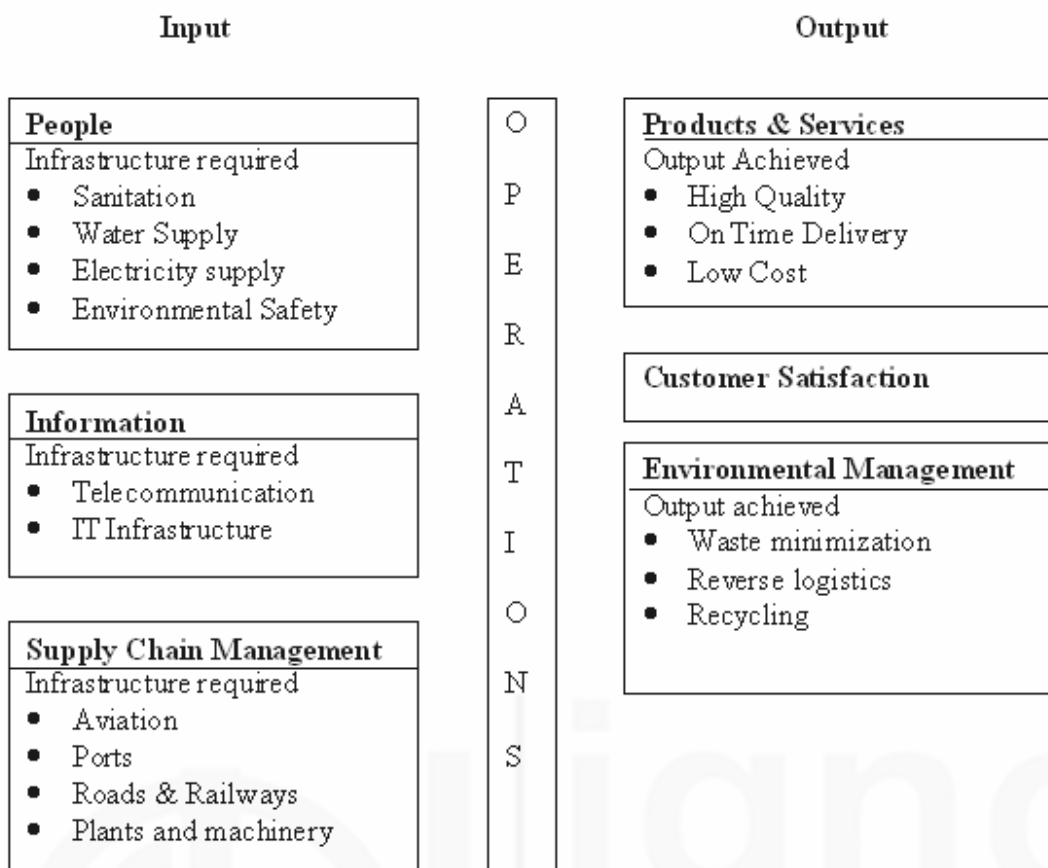 Input
People
Infrastructure required
• Sanitation
• Water Supply
• Electricity supply
• Environmental Safety
Information
Infrastructure required
• Telecommunication
• IT Infrastructure
Supply Chain Management
Infrastructure required
• Aviation
• Ports
• Roads & Railways
• Plants and machinery
O
P
E
R
A
T
I
O
N
S
Output
Products & Services
Output Achieved
• High Quality
• On Time Delivery
• Low Cost
Customer Satisfaction
Environmental Management
Output achieved
• Waste minimization
• Reverse logistics
• Recycling